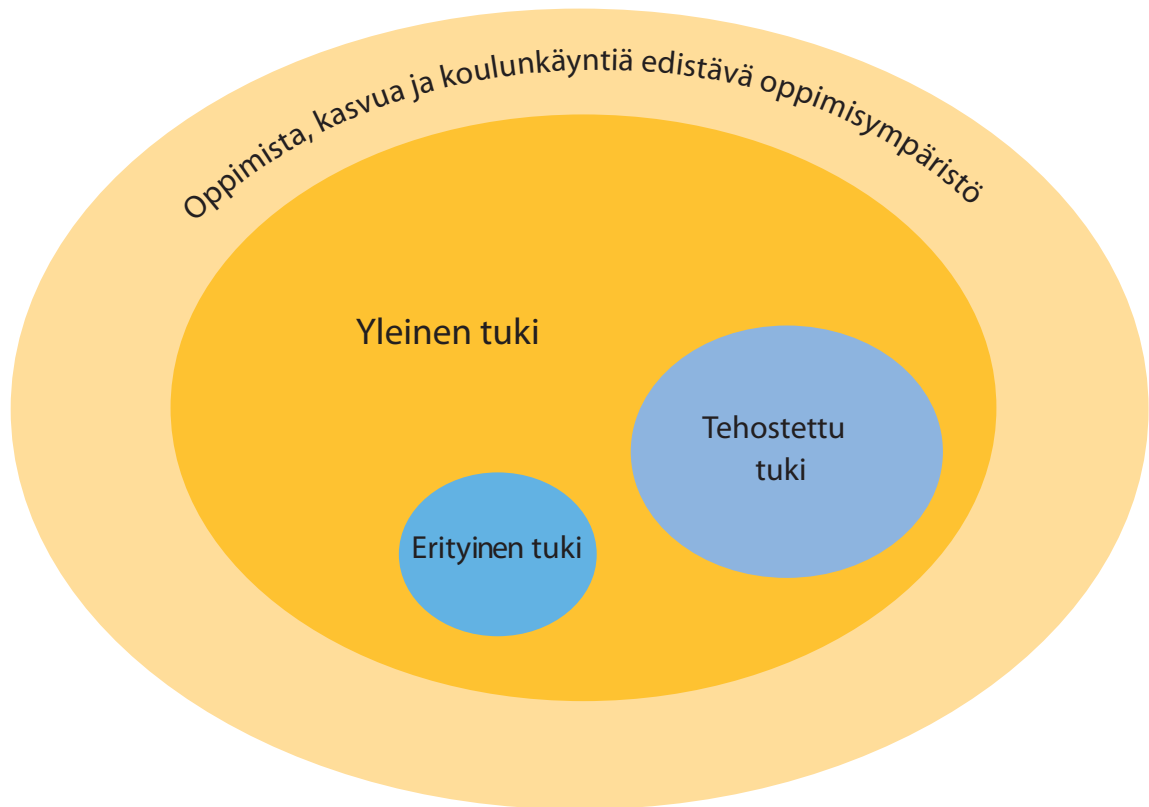 Oppimista, kasvua ja koulunkäyntiä edistävä oppimisympäristö
Yleinen tuki
Tehostettu
tuki
Erityinen tuki